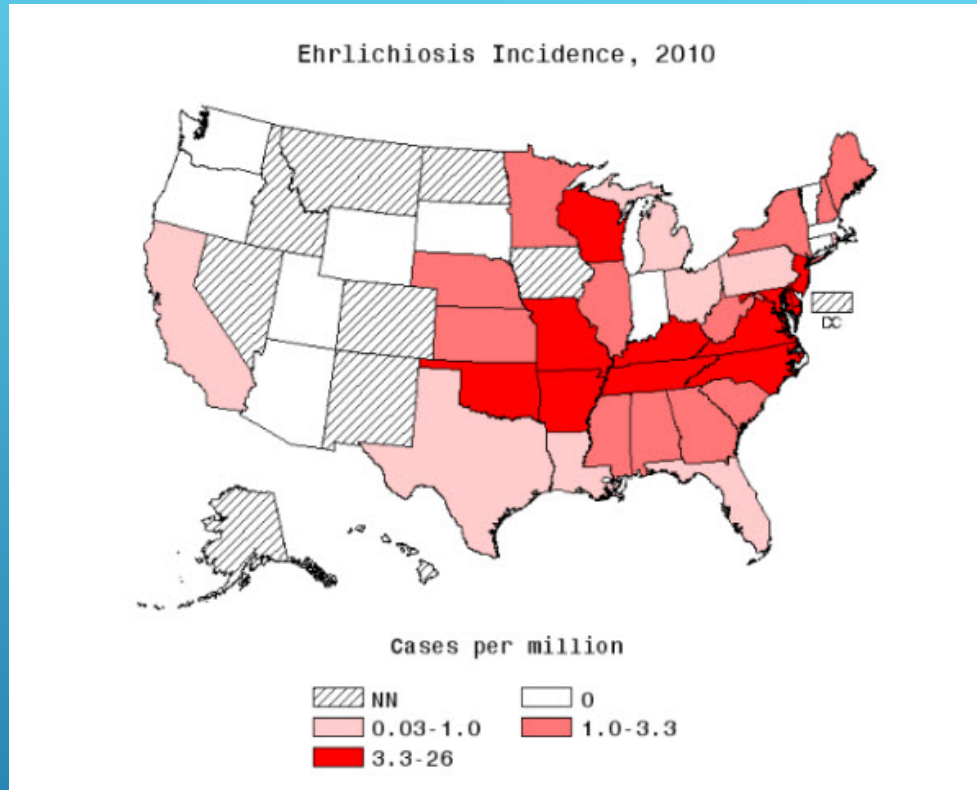 Ehrlichiosis Incidence, 2010
DC
Cases per million
NN 0
0.03-1.0 1.0-3.3
3.3-26